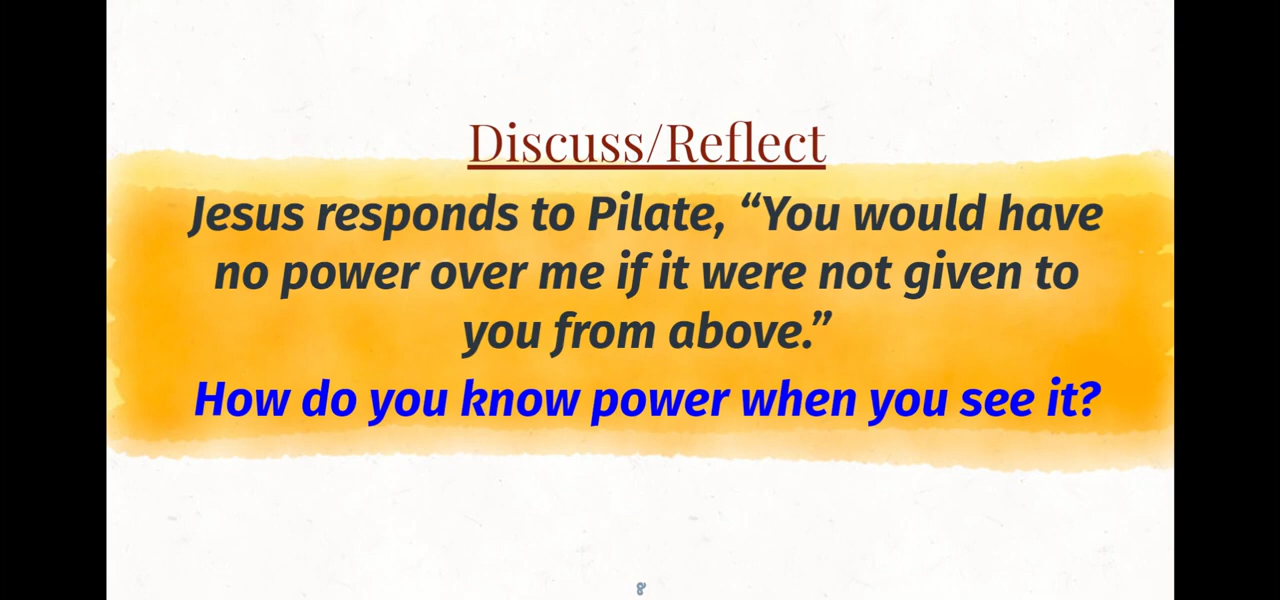 Discuss/Reflect
Jesus responds to Pilate, “You would have
no power over me if it were not given to
you from above.”
How do you know power when you see it?
8